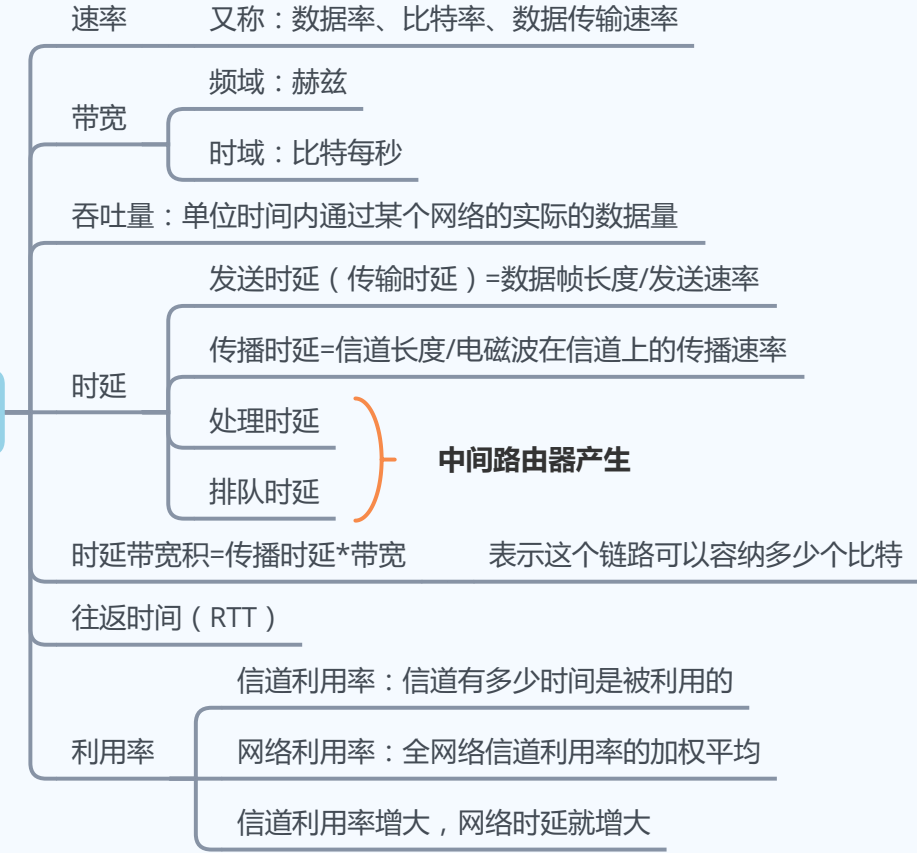 速率 又称：数据率、比特率、数据传输速率
频域：赫兹
带宽
时域：比特每秒
吞吐量：单位时间内通过某个网络的实际的数据量
发送时延（传输时延）=数据帧长度/发送速率
传播时延=信道长度/电磁波在信道上的传播速率
时延
处理时延
中间路由器产生
排队时延
时延带宽积=传播时延*带宽 表示这个链路可以容纳多少个比特
往返时间（RTT）
信道利用率：信道有多少时间是被利用的
利用率 网络利用率：全网络信道利用率的加权平均
信道利用率增大，网络时延就增大